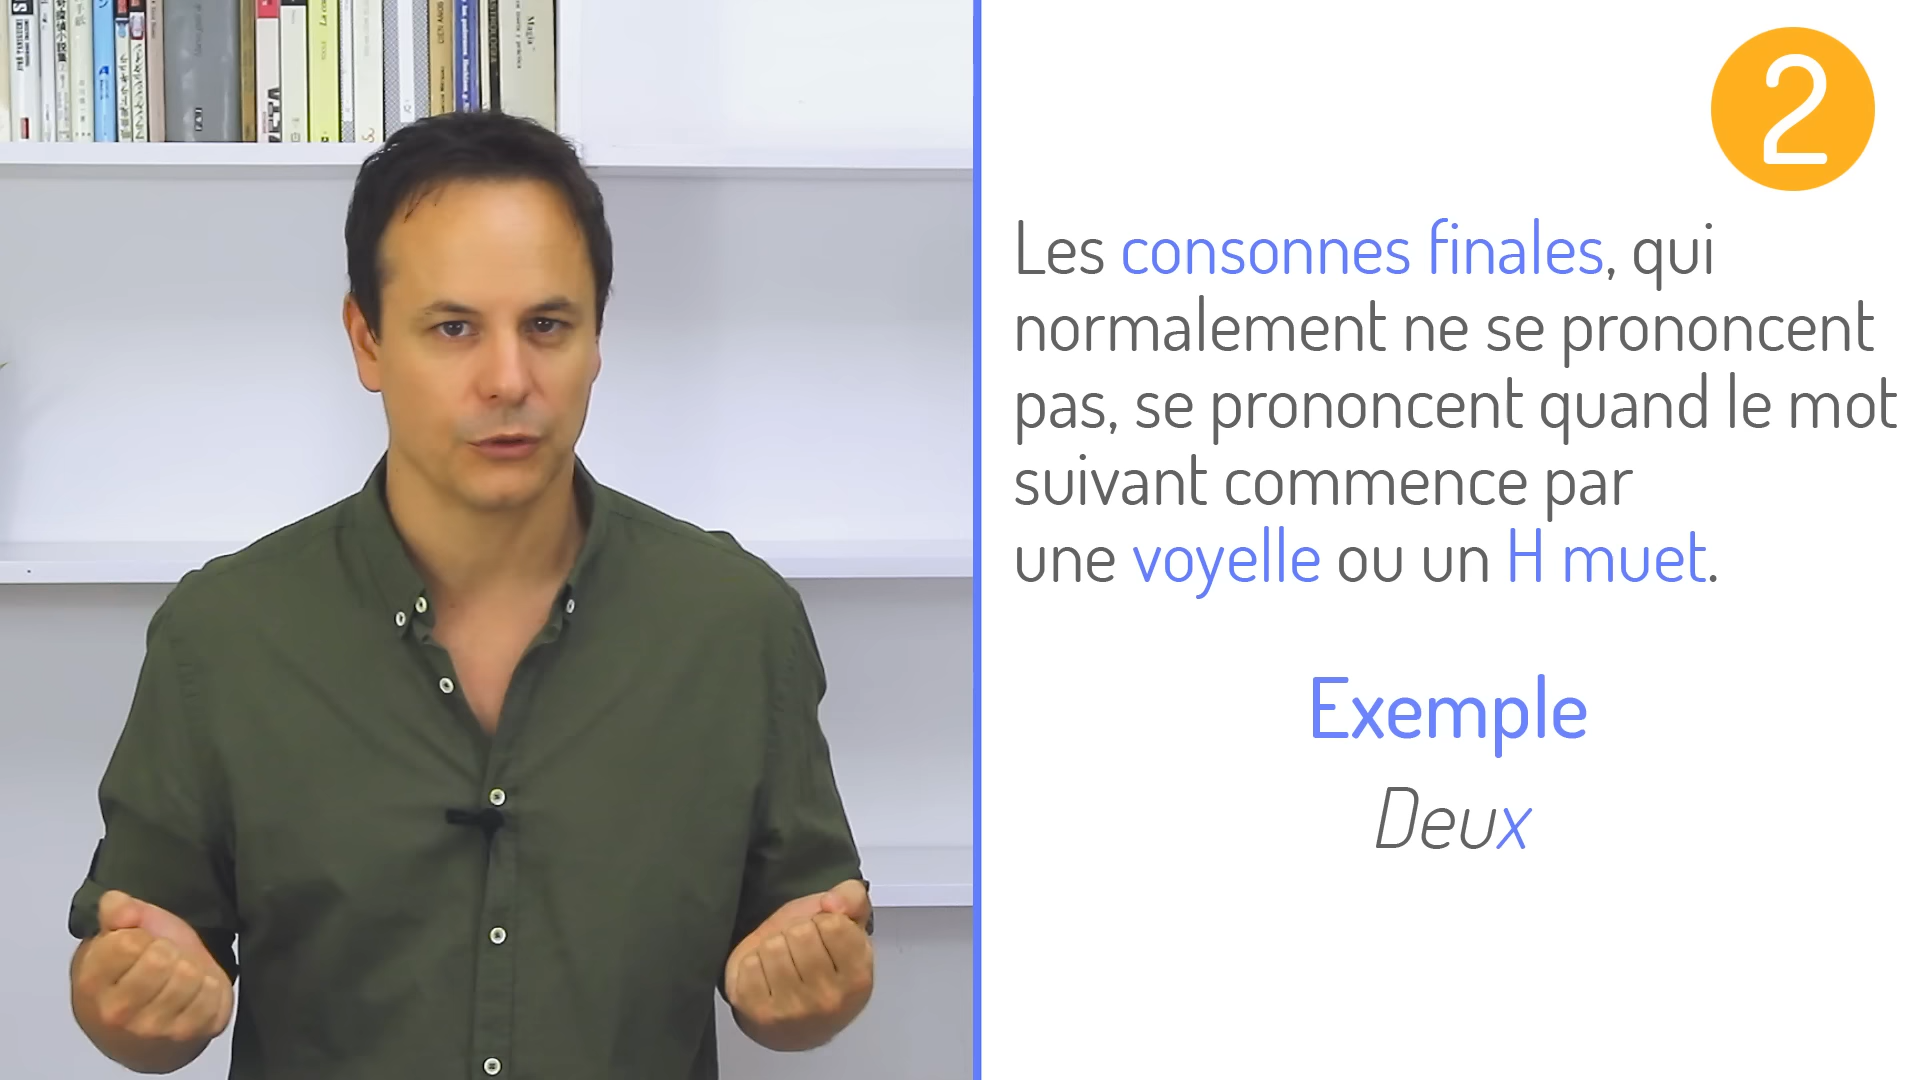 2
Les consonnes finales, qui
normalement ne se prononcent
pas, se prononcent quand le mot
suivant commence par
une voyelle ou un H muet.
Exemple
Deux